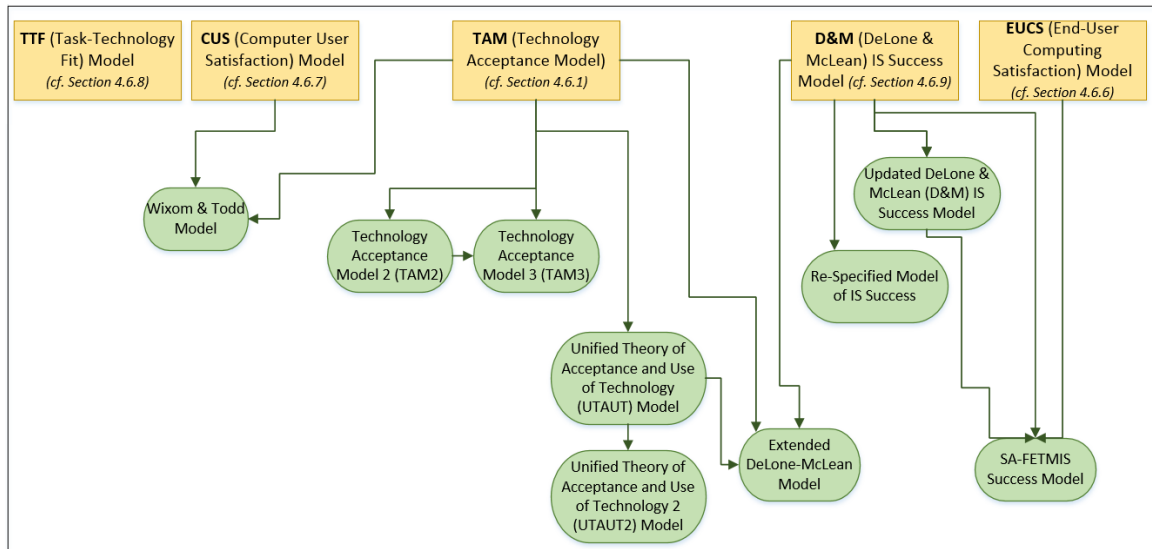 TTF (Task-Technology
Fit) Model
(cf. Section 4.6.8)
CUS (Computer User
Satisfaction) Model
(cf. Section 4.6.7)
TAM (Technology
Acceptance Model)
(cf. Section 4.6.1)
D&M (DeLone &
McLean) IS Success
Model (cf. Section 4.6.9)
EUCS (End-User
Computing
Satisfaction) Model
(cf. Section 4.6.6)
Wixom & Todd
Model
Technology
Acceptance
Model 2 (TAM2)
Technology
Acceptance
Model 3 (TAM3)
Updated DeLone &
McLean (D&M) IS
Success Model
Re-Specified Model
of IS Success
Unified Theory of
Acceptance and Use
of Technology
(UTAUT) Model
Extended
DeLone-McLean
Model
SA-FETMIS
Success Model
Unified Theory of
Acceptance and Use
of Technology 2
(UTAUT2) Model